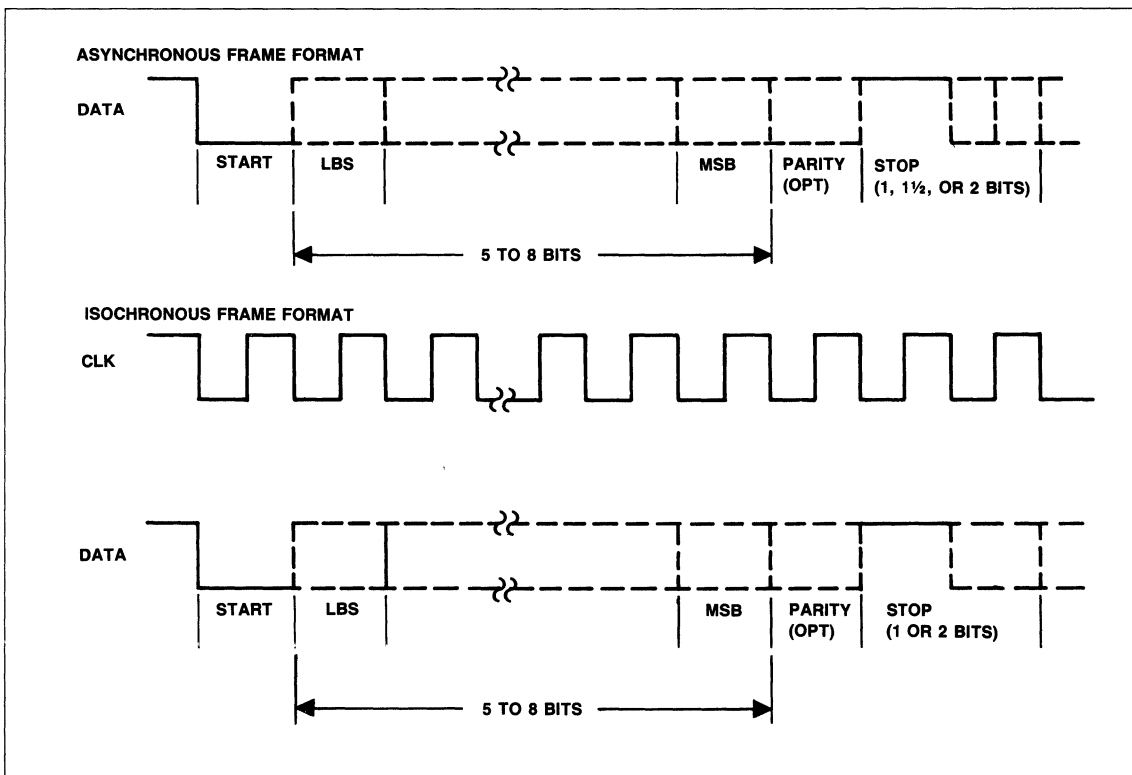 ASYNCHRONOUS FRAME FORMAT
DATA
START
LBS
MSB
PARITY
(OPT)
STOP
(1, 1½, OR 2 BITS)
5 TO 8 BITS
ISOCHRONOUS FRAME FORMAT
CLK
DATA
START
LBS
MSB
PARITY
(OPT)
STOP
(1 OR 2 BITS)
5 TO 8 BITS